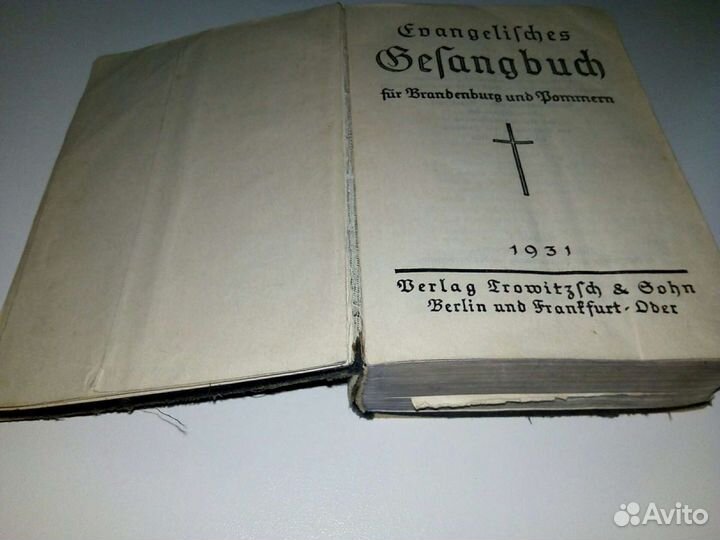 Evangeliſches
Geſangbuch
für Brandenburg und Pommern
1931
Verlag Trowitzſch & Sohn
Berlin und Frankfurt-Oder
Avito